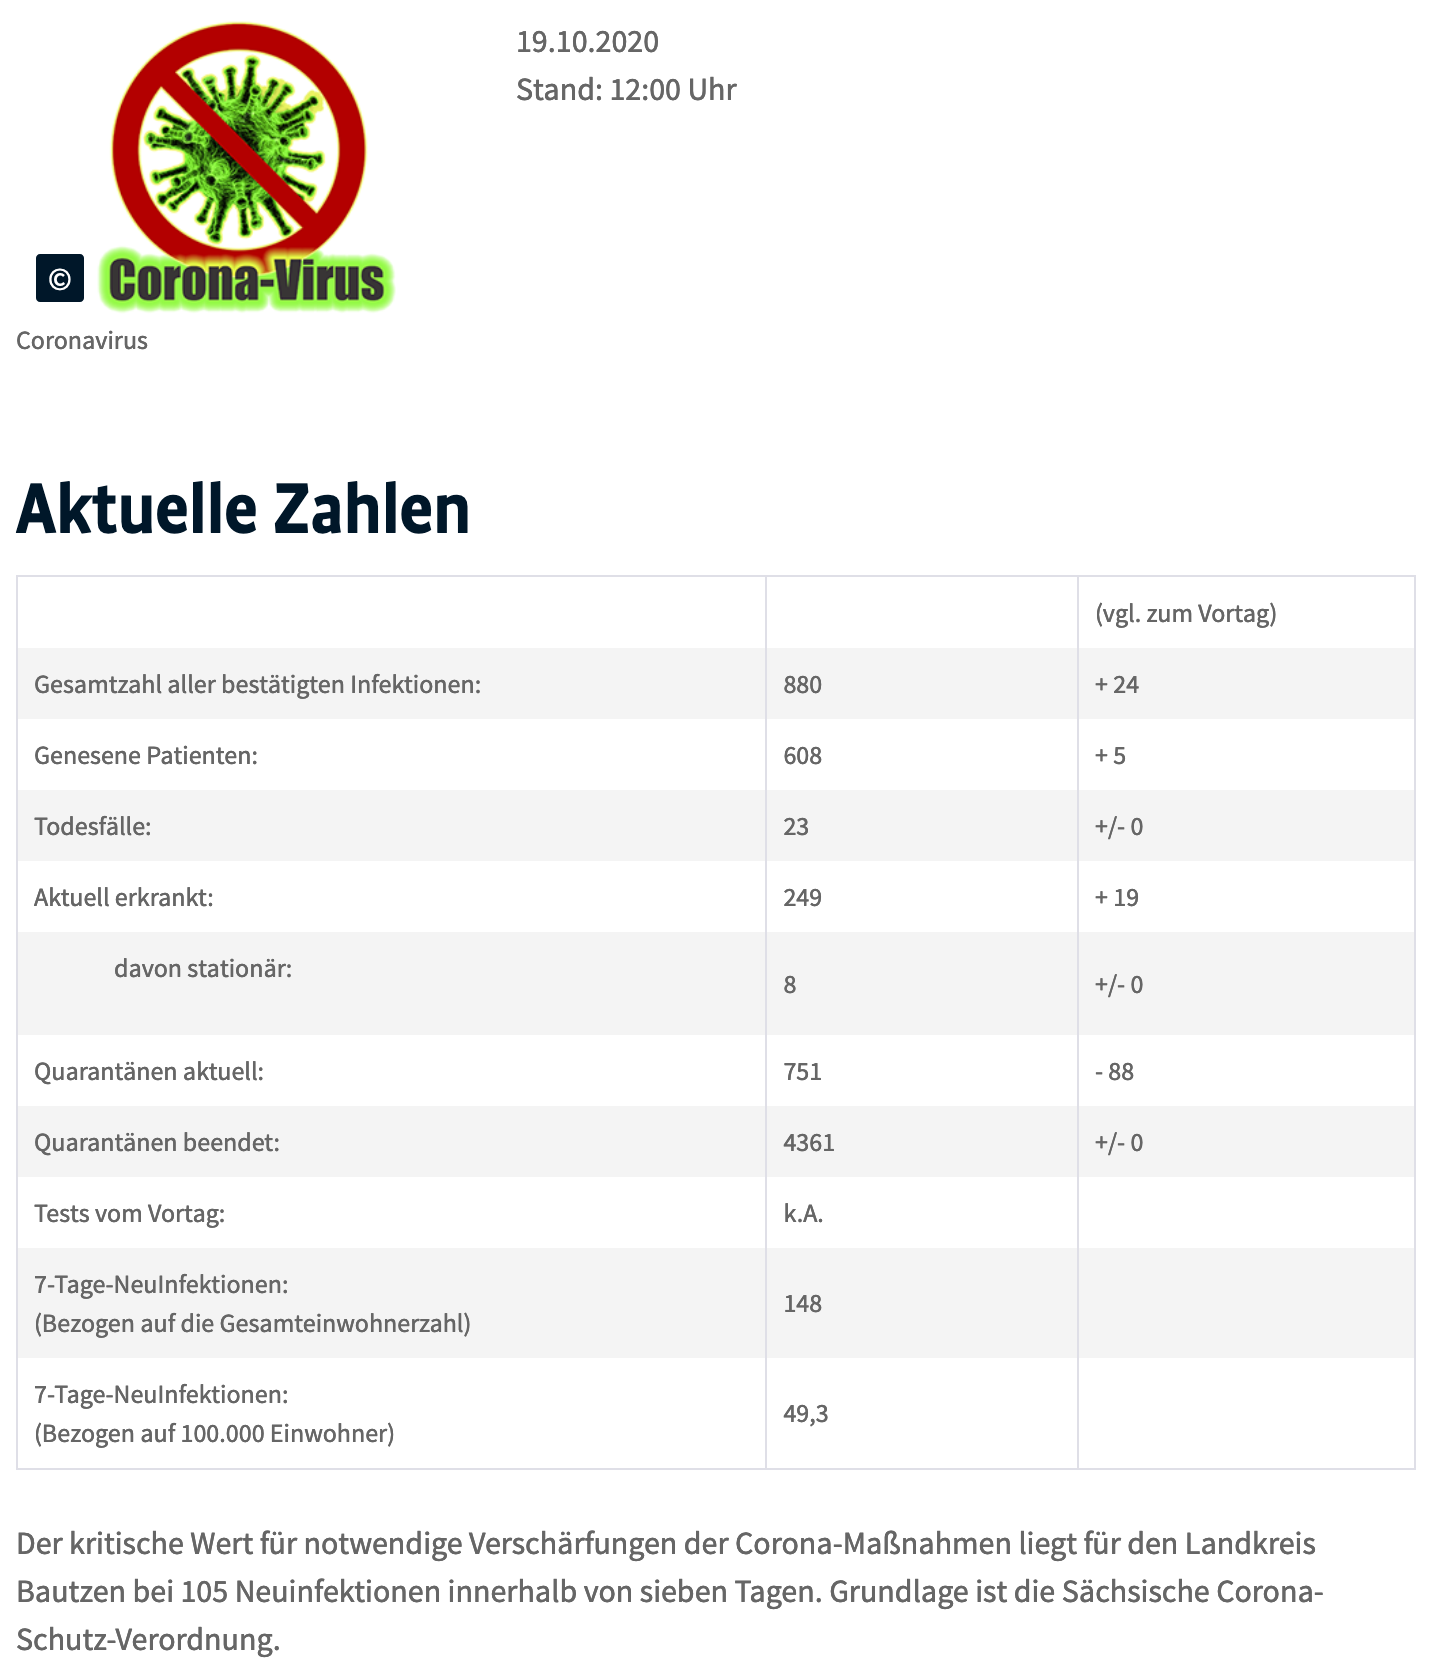 19.10.2020
Stand: 12:00 Uhr
©
Corona-Virus
Coronavirus
Aktuelle Zahlen
(vgl. zum Vortag)
Gesamtzahl aller bestätigten Infektionen: 880 + 24
Genesene Patienten: 608 + 5
Todesfälle: 23 +/- 0
Aktuell erkrankt: 249 + 19
davon stationär: 8 +/- 0
Quarantänen aktuell: 751 - 88
Quarantänen beendet: 4361 +/- 0
Tests vom Vortag: k.A.
7-Tage-NeuInfektionen:
(Bezogen auf die Gesamteinwohnerzahl) 148
7-Tage-NeuInfektionen:
(Bezogen auf 100.000 Einwohner) 49,3
Der kritische Wert für notwendige Verschärfungen der Corona-Maßnahmen liegt für den Landkreis
Bautzen bei 105 Neuinfektionen innerhalb von sieben Tagen. Grundlage ist die Sächsische Corona-
Schutz-Verordnung.